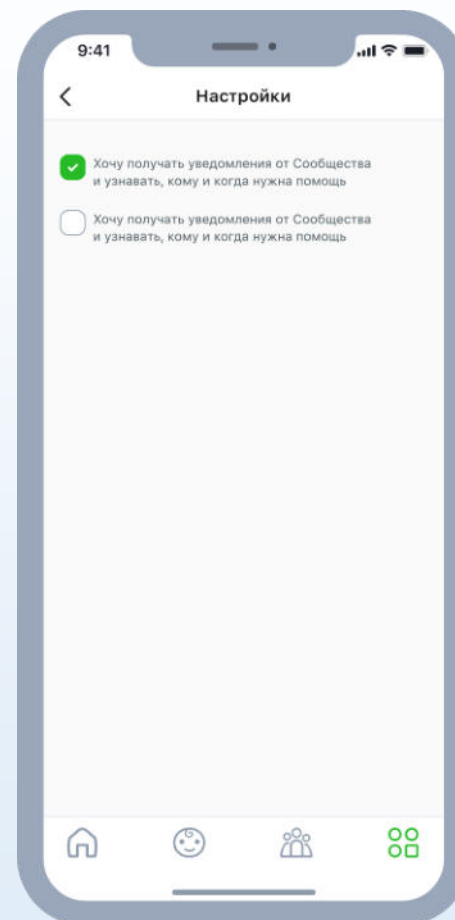 9:41
Настройки
Хочу получать уведомления от Сообщества
и узнавать, кому и когда нужна помощь
Хочу получать уведомления от Сообщества
и узнавать, кому и когда нужна помощь